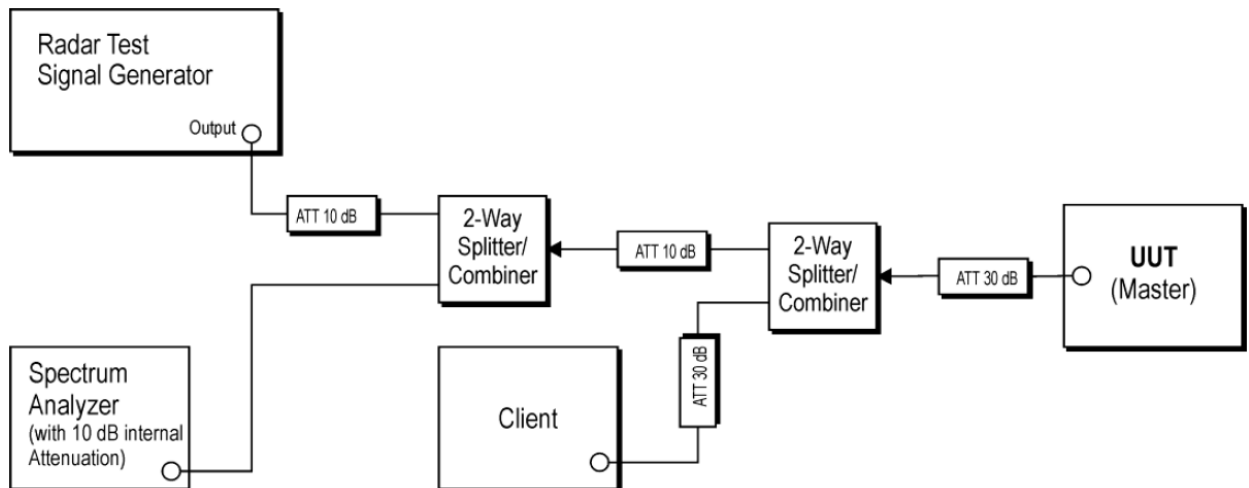 Radar Test
Signal Generator
Output
ATT 10 dB
2-Way
Splitter/
Combiner
ATT 10 dB
2-Way
Splitter/
Combiner
ATT 30 dB
UUT
(Master)
Spectrum
Analyzer
(with 10 dB internal
Attenuation)
Client
ATT 30 dB